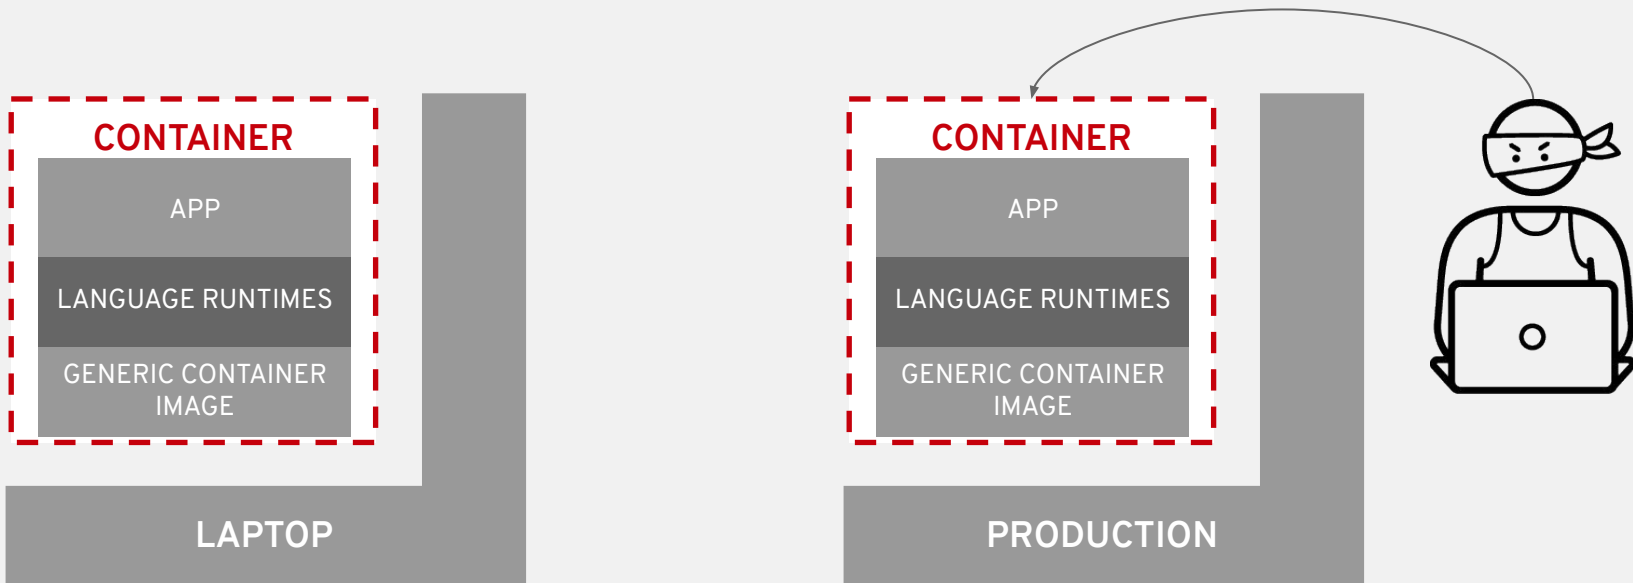 CONTAINER
APP
LANGUAGE RUNTIMES
GENERIC CONTAINER
IMAGE
LAPTOP
CONTAINER
APP
LANGUAGE RUNTIMES
GENERIC CONTAINER
IMAGE
PRODUCTION